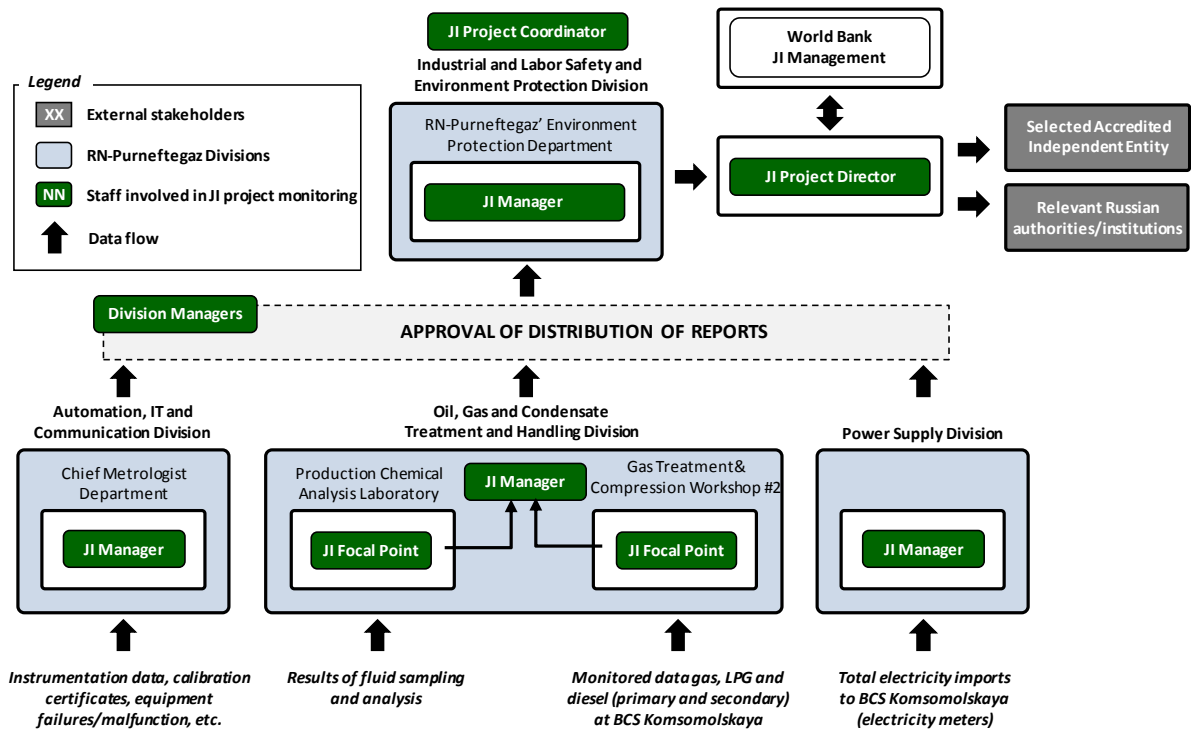 JI Project Coordinator
Industrial and Labor Safety and
Environment Protection Division
World Bank
JI Management
Legend
XX External stakeholders
RN-Purneftegaz Divisions
NN Staff involved in JI project monitoring
Data flow
RN-Purneftegaz’ Environment
Protection Department
JI Manager
JI Project Director
Selected Accredited
Independent Entity
Relevant Russian
authorities/institutions
Division Managers
APPROVAL OF DISTRIBUTION OF REPORTS
Automation, IT and
Communication Division
Chief Metrologist
Department
JI Manager
Oil, Gas and Condensate
Treatment and Handling Division
Production Chemical
Analysis Laboratory
JI Manager
Gas Treatment&
Compression Workshop #2
JI Focal Point
JI Focal Point
Power Supply Division
JI Manager
Instrumentation data, calibration
certificates, equipment
failures/malfunction, etc.
Results of fluid sampling
and analysis
Monitored data gas, LPG and
diesel (primary and secondary)
at BCS Komsomolskaya
Total electricity imports
to BCS Komsomolskaya
(electricity meters)